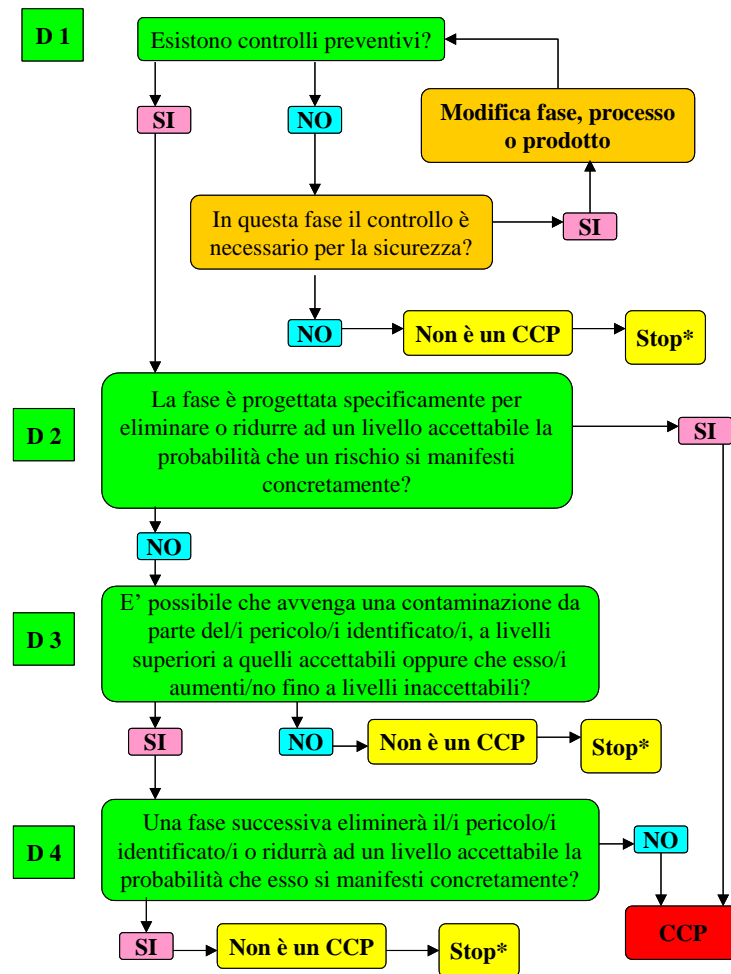 D 1
Esistono controlli preventivi?
SI
NO
Modifica fase, processo
o prodotto
In questa fase il controllo è
necessario per la sicurezza?
SI
NO
Non è un CCP
Stop*
D 2
La fase è progettata specificamente per
eliminare o ridurre ad un livello accettabile la
probabilità che un rischio si manifesti
concretamente?
SI
NO
D 3
E’ possibile che avvenga una contaminazione da
parte del/i pericolo/i identificato/i, a livelli
superiori a quelli accettabili oppure che esso/i
aumenti/no fino a livelli inaccettabili?
SI
NO
Non è un CCP
Stop*
D 4
Una fase successiva eliminerà il/i pericolo/i
identificato/i o ridurrà ad un livello accettabile la
probabilità che esso si manifesti concretamente?
NO
SI
Non è un CCP
Stop*
CCP